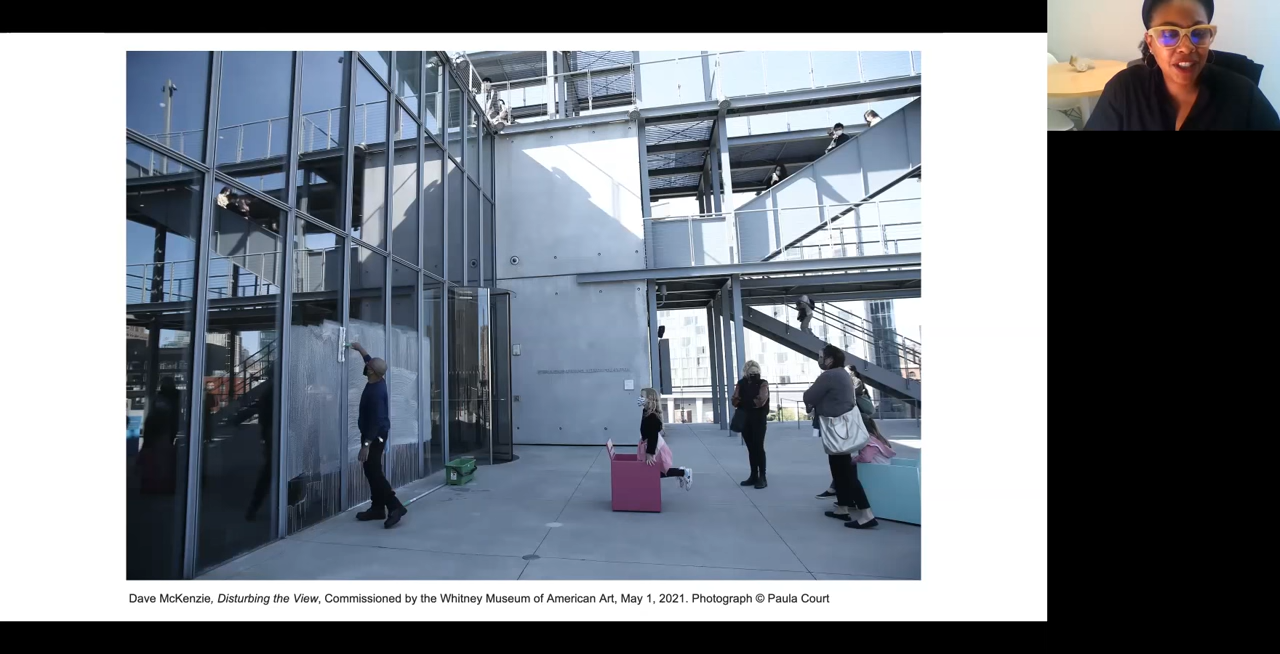 Dave McKenzie, Disturbing the View, Commissioned by the Whitney Museum of American Art, May 1, 2021. Photograph © Paula Court